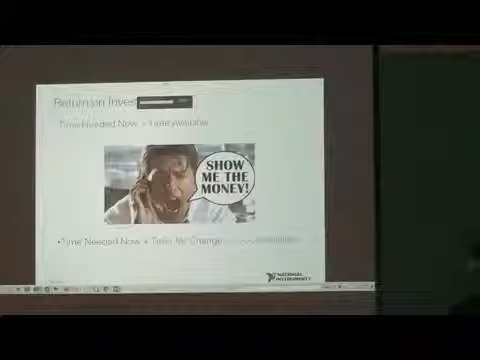 Return on Inves
Time Needed Now + Time Available
SHOW
ME THE
MONEY!
Time Needed Now + Time for Change
NATIONAL
INSTRUMENTS